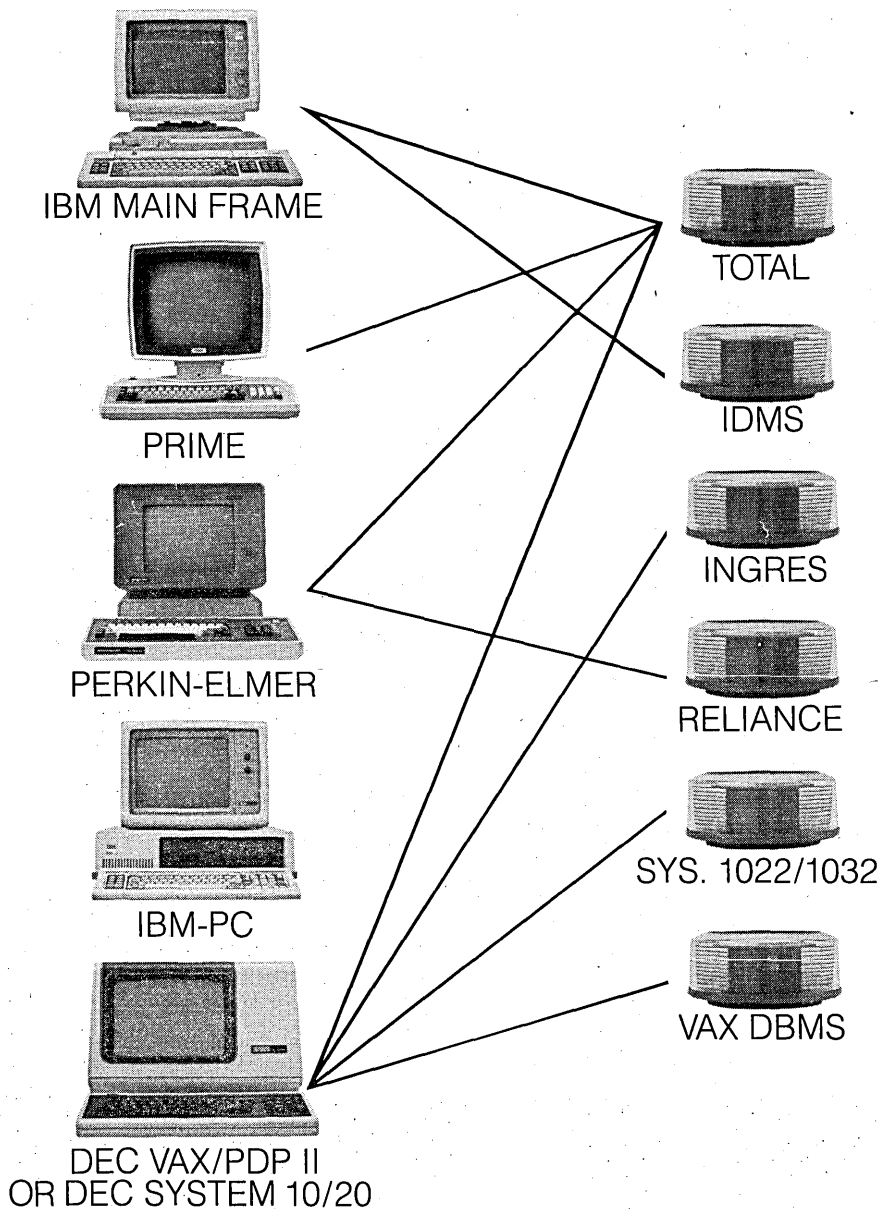 IBM MAIN FRAME
PRIME
PERKIN-ELMER
IBM-PC
DEC VAX/PDP II
OR DEC SYSTEM 10/20
TOTAL
IDMS
INGRES
RELIANCE
SYS. 1022/1032
VAX DBMS